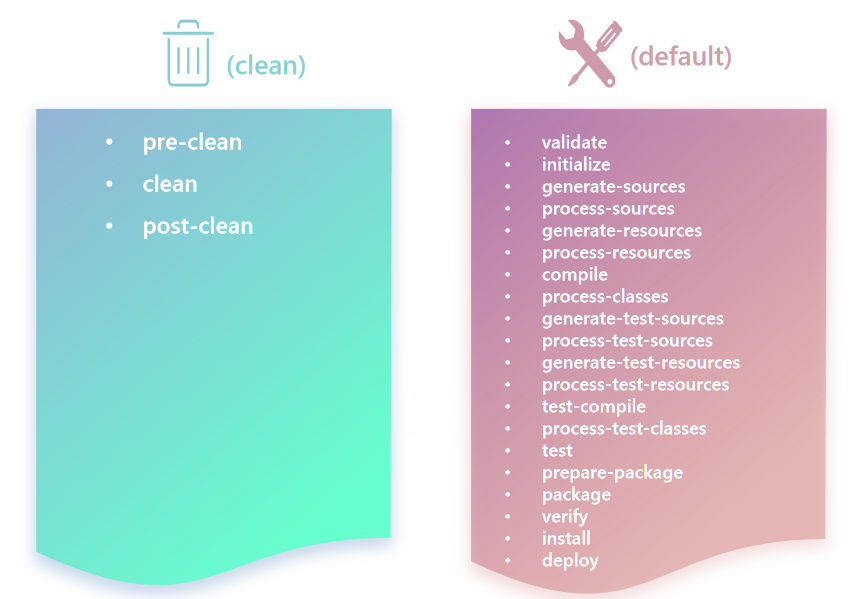 (clean)
• pre-clean
• clean
• post-clean
(default)
• validate
• initialize
• generate-sources
• process-sources
• generate-resources
• process-resources
• compile
• process-classes
• generate-test-sources
• process-test-sources
• generate-test-resources
• process-test-resources
• test-compile
• process-test-classes
• test
• prepare-package
• package
• verify
• install
• deploy